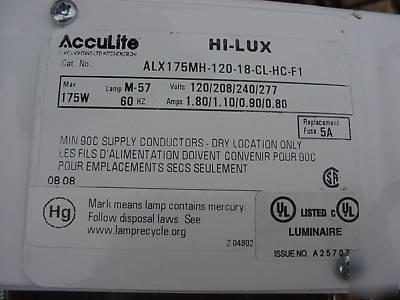 ACCULITE HI-LUX
Cat. No.: ALX175MH-120-18-CL-HC-F1
Max 175W Lamp M-57 60 HZ Volts 120/208/240/277
Amps 1.80/1.10/0.90/0.80
Replacement Fuse 5A
MIN 90C SUPPLY CONDUCTORS - DRY LOCATION ONLY
LES FILS D'ALIMENTATION DOIVENT CONVENIR POUR 90C
POUR EMPLACEMENTS SECS SEULEMENT
08 08
Hg
Mark means lamp contains mercury.
Follow disposal laws. See
www.lamprecycle.org
Z 04802
UL LISTED C UL
LUMINAIRE
ISSUE NO. A 2570